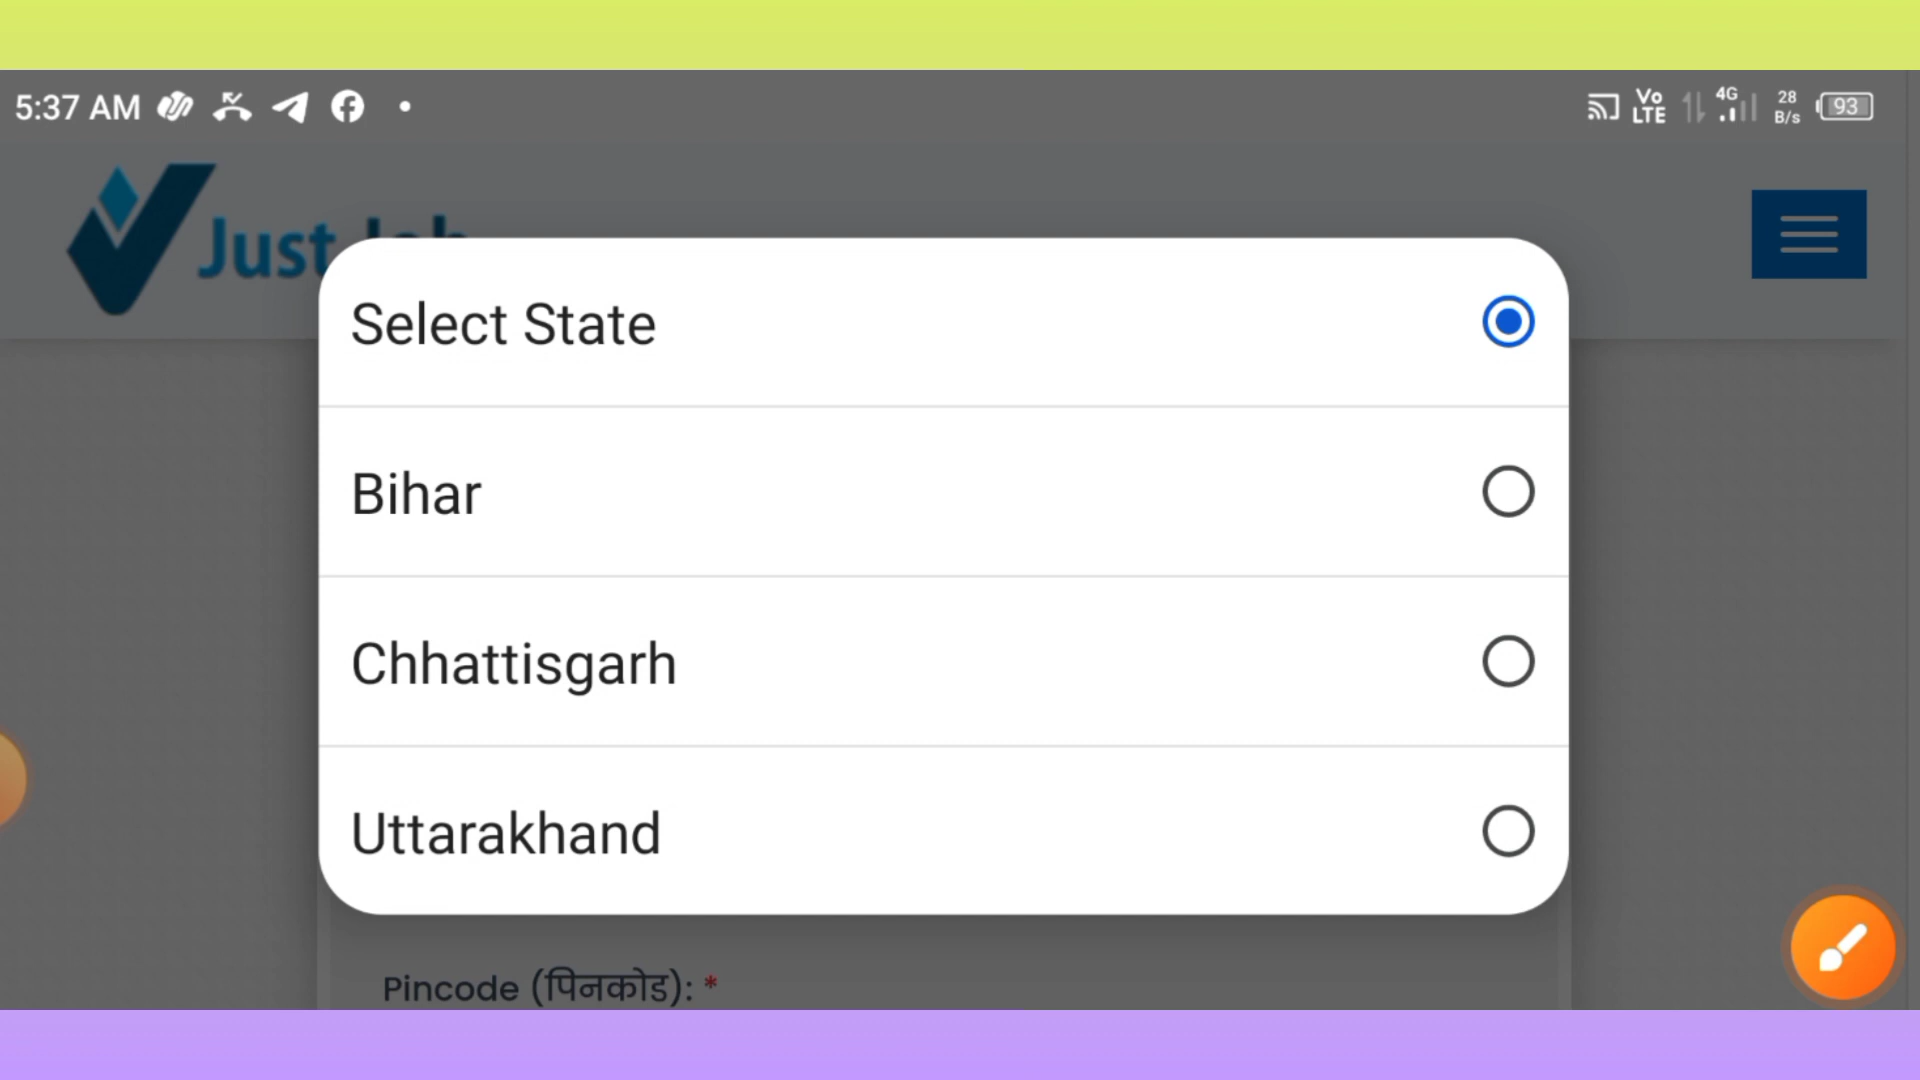 5:37 AM
Vo LTE 4G 28 B/s 93
Just
Select State
Bihar
Chhattisgarh
Uttarakhand
Pincode (पिनकोड): *